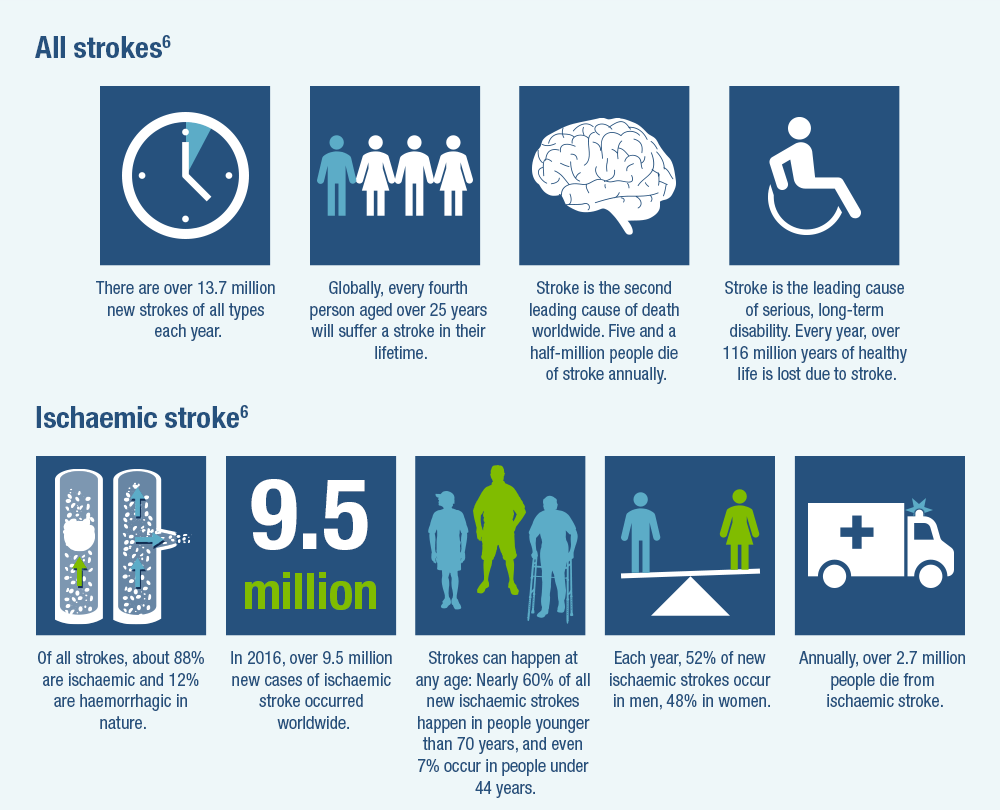 All strokes6
There are over 13.7 million
new strokes of all types
each year.
Globally, every fourth
person aged over 25 years
will suffer a stroke in their
lifetime.
Stroke is the second
leading cause of death
worldwide. Five and a
half-million people die
of stroke annually.
Stroke is the leading cause
of serious, long-term
disability. Every year, over
116 million years of healthy
life is lost due to stroke.
Ischaemic stroke6
Of all strokes, about 88%
are ischaemic and 12%
are haemorrhagic in
nature.
9.5
million
In 2016, over 9.5 million
new cases of ischaemic
stroke occurred
worldwide.
Strokes can happen at
any age: Nearly 60% of all
new ischaemic strokes
happen in people younger
than 70 years, and even
7% occur in people under
44 years.
Each year, 52% of new
ischaemic strokes occur
in men, 48% in women.
Annually, over 2.7 million
people die from
ischaemic stroke.